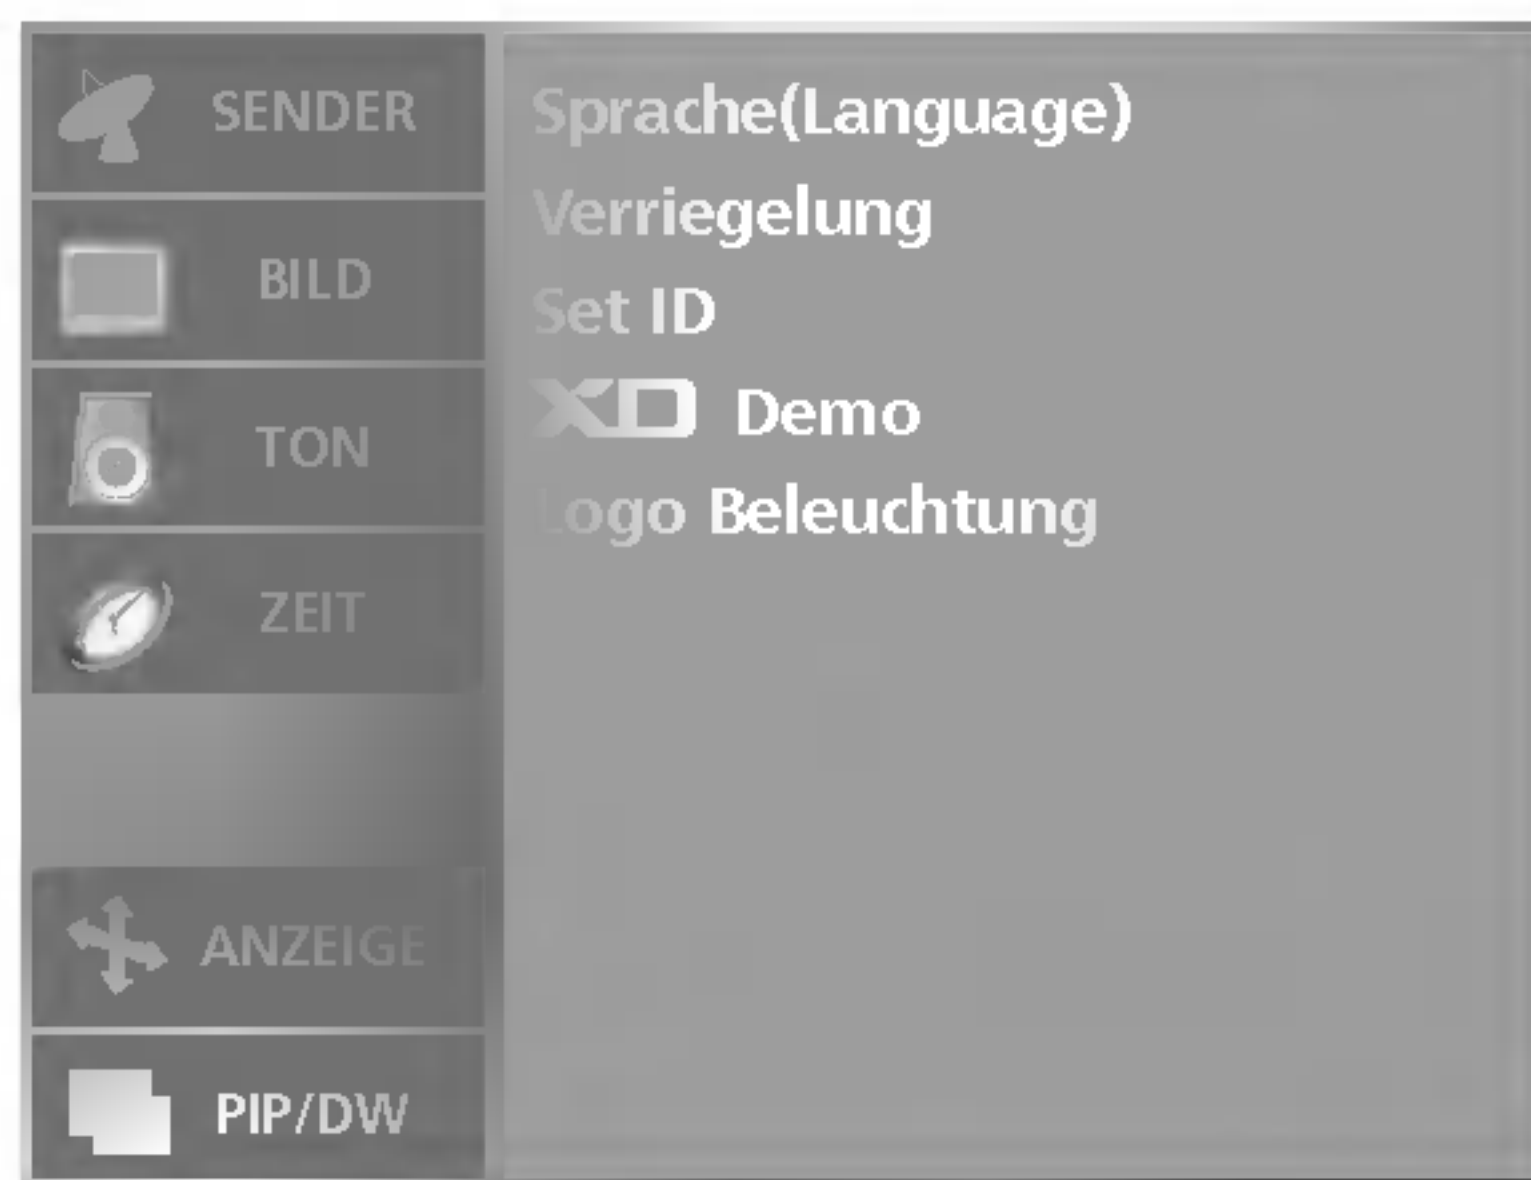 SENDER
BILD
TON
ZEIT
ANZEIGE
PIP/DW
Sprache(Language)
Verriegelung
Set ID
XD Demo
Logo Beleuchtung